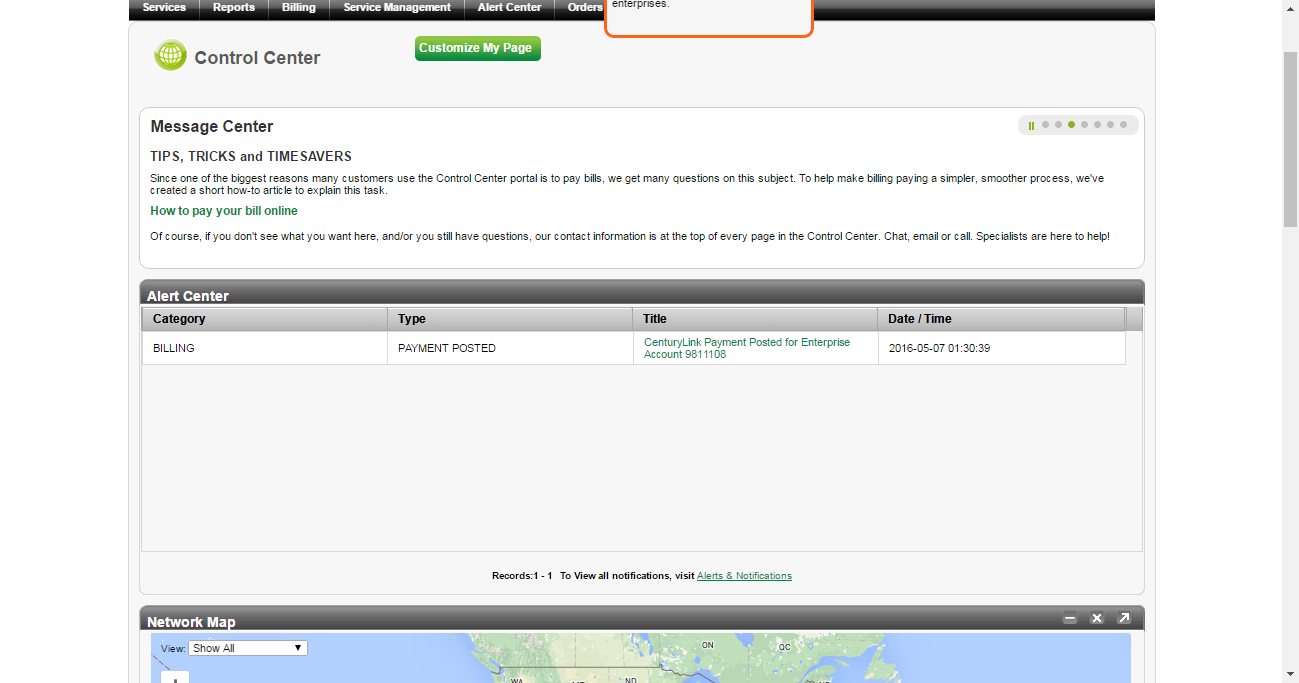 Services Reports Billing Service Management Alert Center Orders
enterprises.
Control Center
Customize My Page
Message Center
TIPS, TRICKS and TIMESAVERS
Since one of the biggest reasons many customers use the Control Center portal is to pay bills, we get many questions on this subject. To help make billing paying a simpler, smoother process, we've
created a short how-to article to explain this task.
How to pay your bill online
Of course, if you don't see what you want here, and/or you still have questions, our contact information is at the top of every page in the Control Center. Chat, email or call. Specialists are here to help!
Alert Center
Category Type Title Date / Time
BILLING PAYMENT POSTED CenturyLink Payment Posted for Enterprise 2016-05-07 01:30:39
Account 9811108
Records:1 - 1 To View all notifications, visit Alerts & Notifications
Network Map
View: Show All
ON QC
WA ND